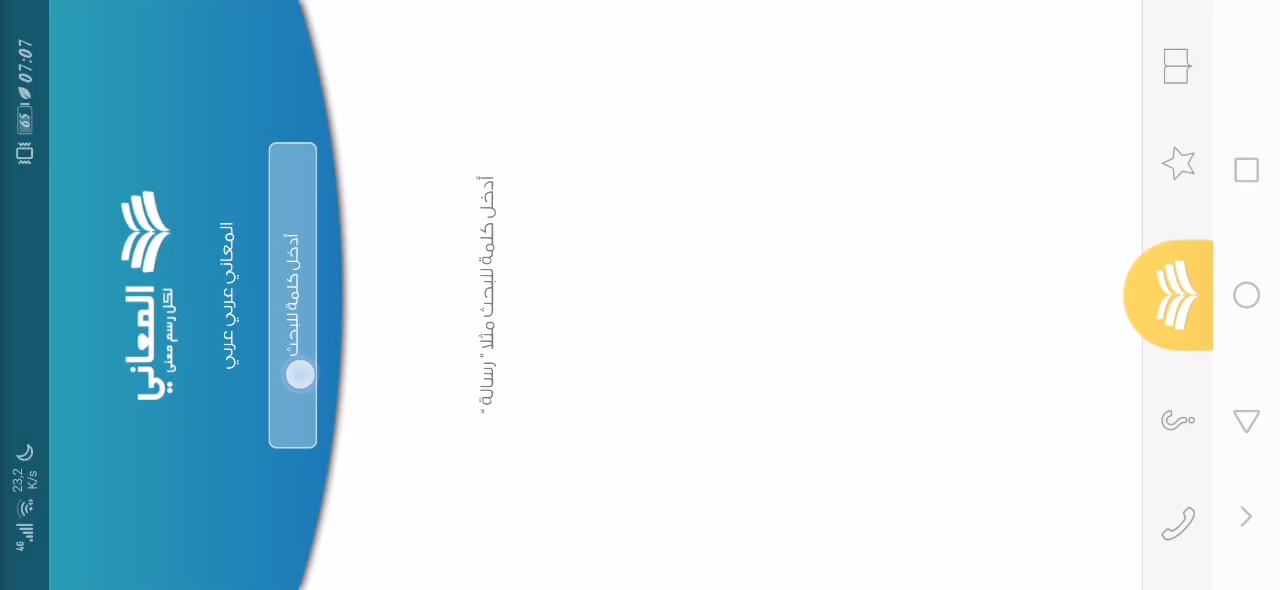 4G 23,2 K/s 65 07:07
المعاني
لكل رسم معنى
المعاني عربي عربي
أدخل كلمة للبحث
أدخل كلمة للبحث مثلا " رسالة "